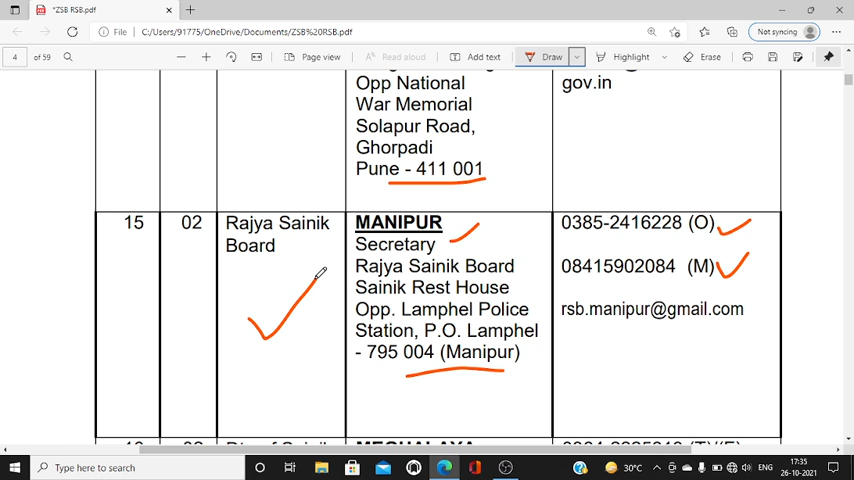 *ZSB RSB.pdf
Not syncing
File
C:/Users/91775/OneDrive/Documents/ZSB%20RSB.pdf
4 of 59
Page view
Read aloud
Add text
Draw
Highlight
Erase
Opp National
War Memorial
Solapur Road,
Ghorpadi
Pune - 411 001
gov.in
15
02
Rajya Sainik
Board
MANIPUR
Secretary
Rajya Sainik Board
Sainik Rest House
Opp. Lamphel Police
Station, P.O. Lamphel
- 795 004 (Manipur)
0385-2416228 (O)
08415902084 (M)
rsb.manipur@gmail.com
MEGHALAYA
Type here to search
30°C
ENG
17:35
26-10-2021